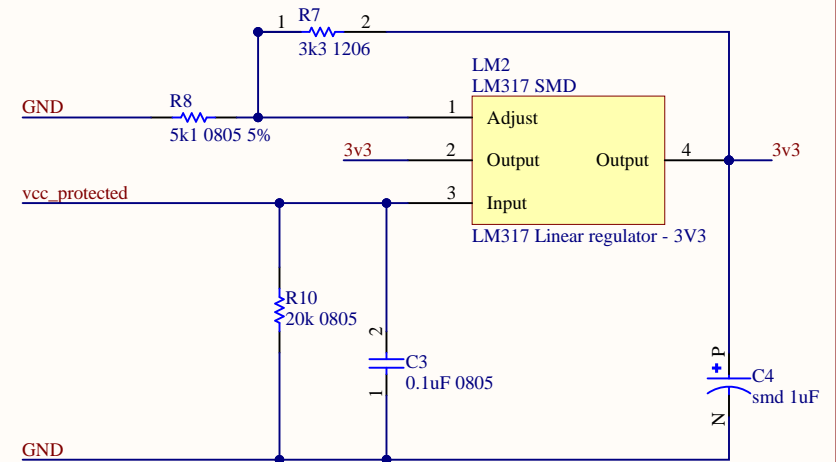 1 R7 2
3k3 1206
LM2
LM317 SMD
GND
R8
5k1 0805 5%
1 Adjust
3v3
2 Output
Output 4
3v3
vcc_protected
3 Input
LM317 Linear regulator - 3V3
R10
20k 0805
2
C3
0.1uF 0805
1
P
+
C4
smd 1uF
N
GND